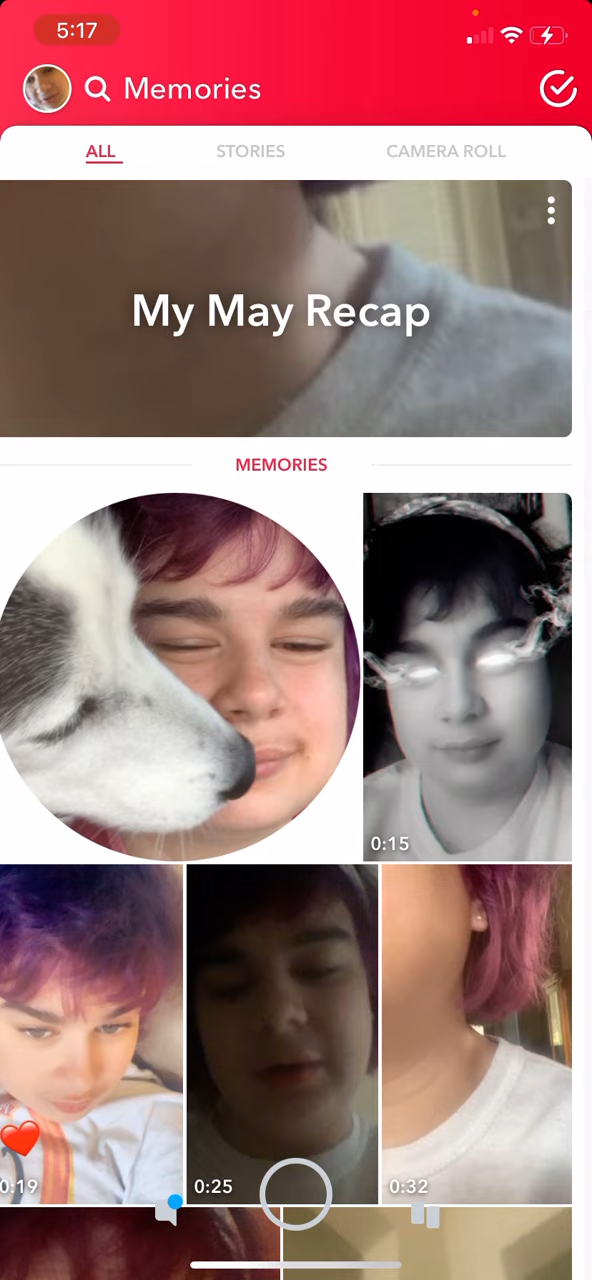 5:17
Memories
ALL STORIES CAMERA ROLL
My May Recap
MEMORIES
0:15
0:19 0:25 0:32